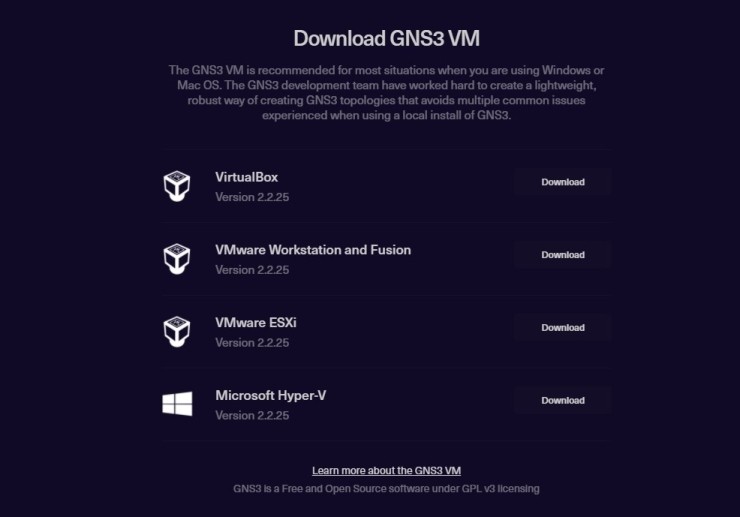 Download GNS3 VM
The GNS3 VM is recommended for most situations when you are using Windows or
Mac OS. The GNS3 development team have worked hard to create a lightweight,
robust way of creating GNS3 topologies that avoids multiple common issues
experienced when using a local install of GNS3.
VirtualBox
Version 2.2.25
Download
VMware Workstation and Fusion
Version 2.2.25
Download
VMware ESXi
Version 2.2.25
Download
Microsoft Hyper-V
Version 2.2.25
Download
Learn more about the GNS3 VM
GNS3 is a Free and Open Source software under GPL v3 licensing